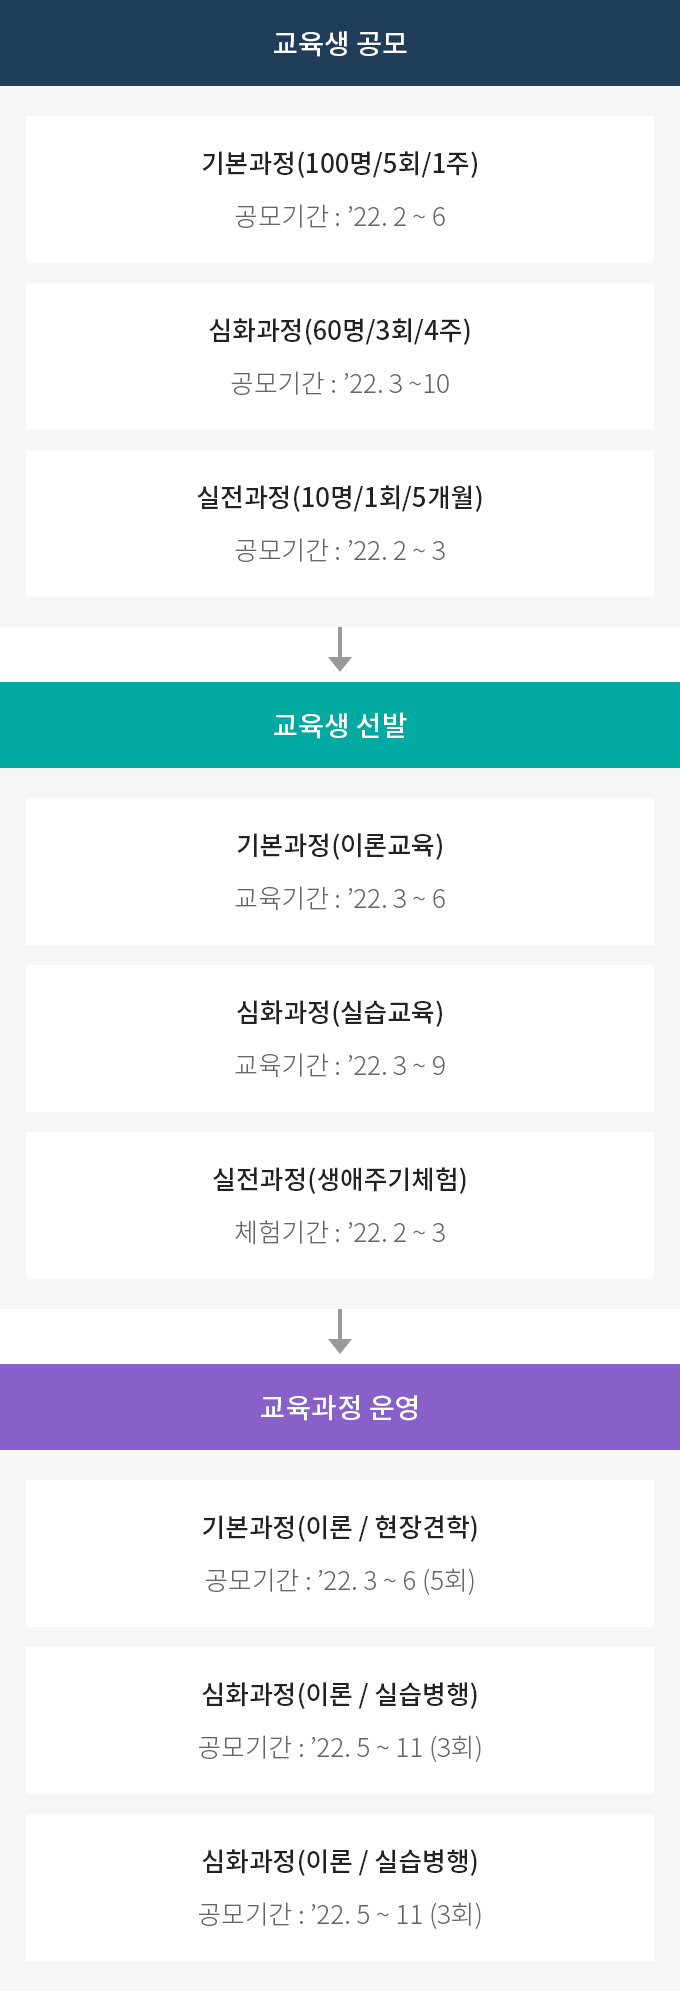 교육생 공모
기본과정(100명/5회/1주)
공모기간 : ’22. 2 ~ 6
심화과정(60명/3회/4주)
공모기간 : ’22. 3 ~10
실전과정(10명/1회/5개월)
공모기간 : ’22. 2 ~ 3
교육생 선발
기본과정(이론교육)
교육기간 : ’22. 3 ~ 6
심화과정(실습교육)
교육기간 : ’22. 3 ~ 9
실전과정(생애주기체험)
체험기간 : ’22. 2 ~ 3
교육과정 운영
기본과정(이론 / 현장견학)
공모기간 : ’22. 3 ~ 6 (5회)
심화과정(이론 / 실습병행)
공모기간 : ’22. 5 ~ 11 (3회)
심화과정(이론 / 실습병행)
공모기간 : ’22. 5 ~ 11 (3회)